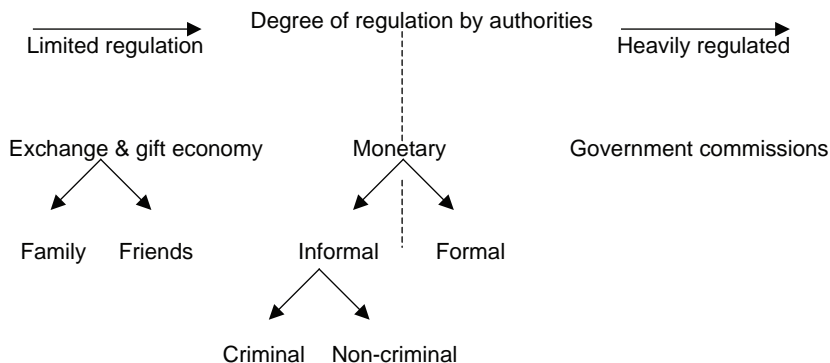 Degree of regulation by authorities
Limited regulation Heavily regulated
Exchange & gift economy Monetary Government commissions
Family Friends Informal Formal
Criminal Non-criminal